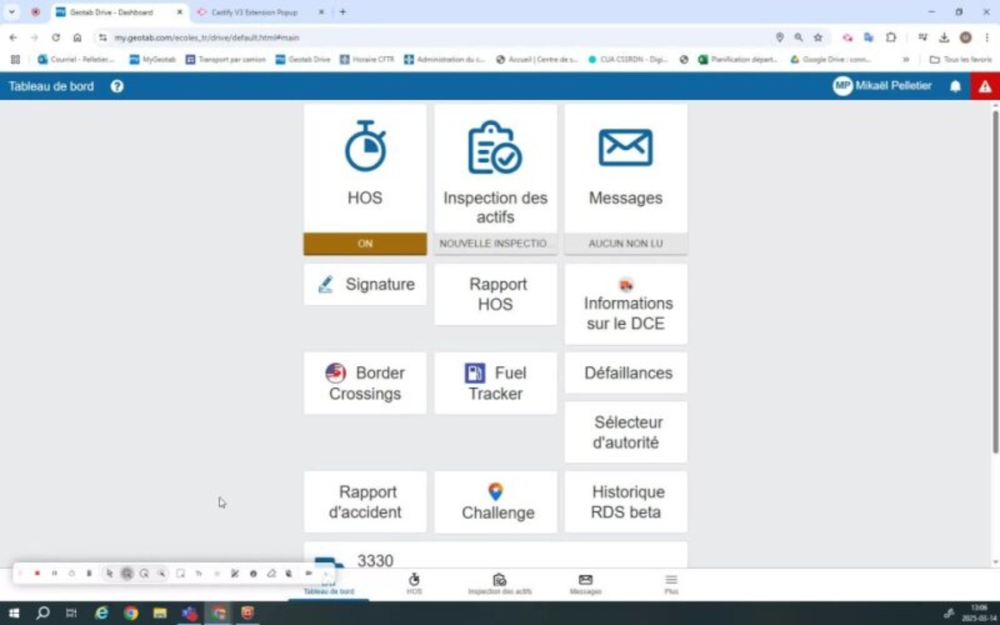 Geotab Drive - Dashboard
Castify V3 Extension Popup
my.geotab.com/ecoles_tr/drive/default.html#main
Courriel - Pelletier...
MyGeotab
Transport par camion
Geotab Drive
Horaire CFTR
Administration du c...
Accueil | Centre de s...
CUA CSSRDN - Digi...
Planification départ...
Google Drive : conn...
Tous les favoris
Tableau de bord
MP
Mikaël Pelletier
HOS
ON
Inspection des
actifs
NOUVELLE INSPECTIO...
Messages
AUCUN NON LU
Signature
Rapport
HOS
Informations
sur le DCE
Border
Crossings
Fuel
Tracker
Défaillances
Sélecteur
d'autorité
Rapport
d'accident
Challenge
Historique
RDS beta
3330
Tableau de bord
HOS
Inspection des actifs
Messages
Plus
13:06
2025-03-14